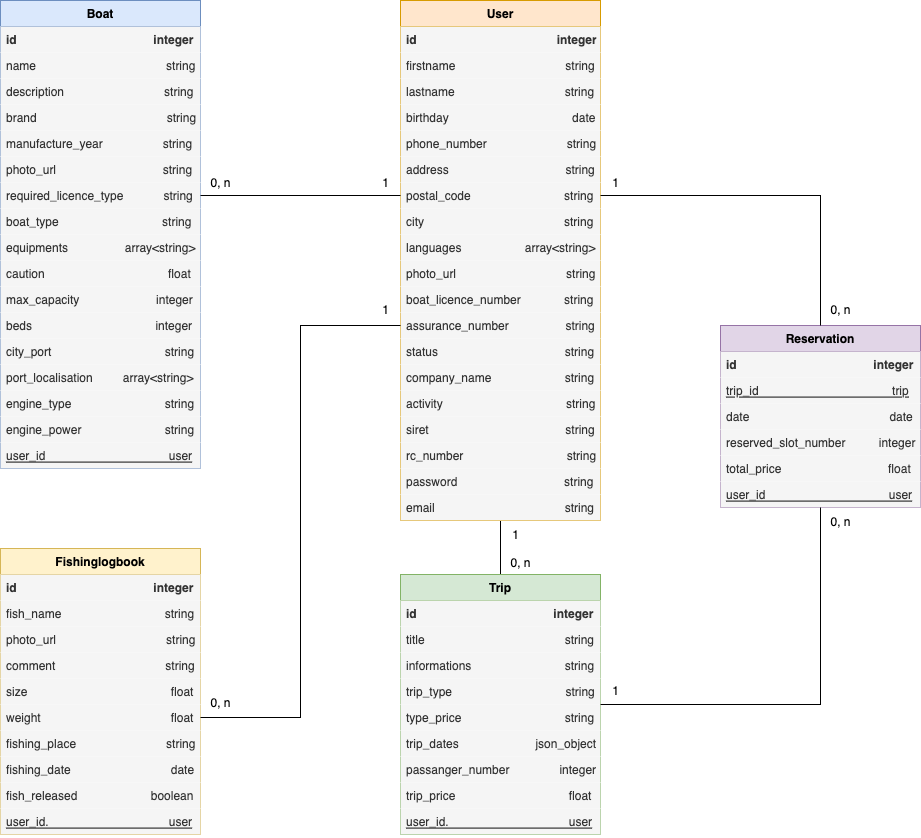 Boat
id integer
name string
description string
brand string
manufacture_year string
photo_url string
required_licence_type string
boat_type string
equipments array<string>
caution float
max_capacity integer
beds integer
city_port string
port_localisation array<string>
engine_type string
engine_power string
user_id user
0, n
1
User
id integer
firstname string
lastname string
birthday date
phone_number string
address string
postal_code string
city string
languages array<string>
photo_url string
boat_licence_number string
assurance_number string
status string
company_name string
activity string
siret string
rc_number string
password string
email string
1
0, n
1
Reservation
id integer
trip_id trip
date date
reserved_slot_number integer
total_price float
user_id user
0, n
1
0, n
Fishinglogbook
id integer
fish_name string
photo_url string
comment string
size float
weight float
fishing_place string
fishing_date date
fish_released boolean
user_id. user
0, n
Trip
id integer
title string
informations string
trip_type string
type_price string
trip_dates json_object
passanger_number integer
trip_price float
user_id. user
1